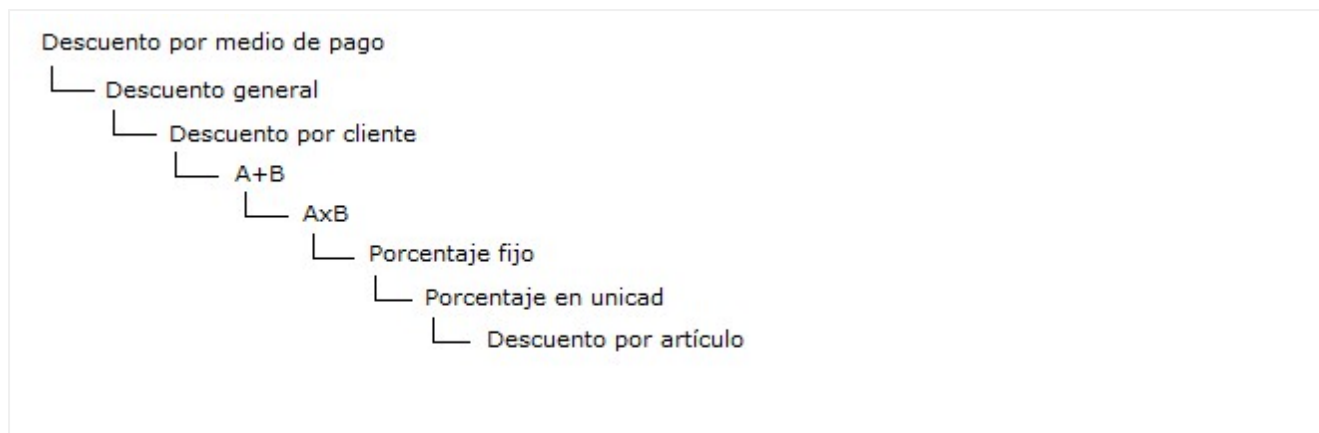 Descuento por medio de pago
Descuento general
Descuento por cliente
A+B
AxB
Porcentaje fijo
Porcentaje en unicad
Descuento por artículo